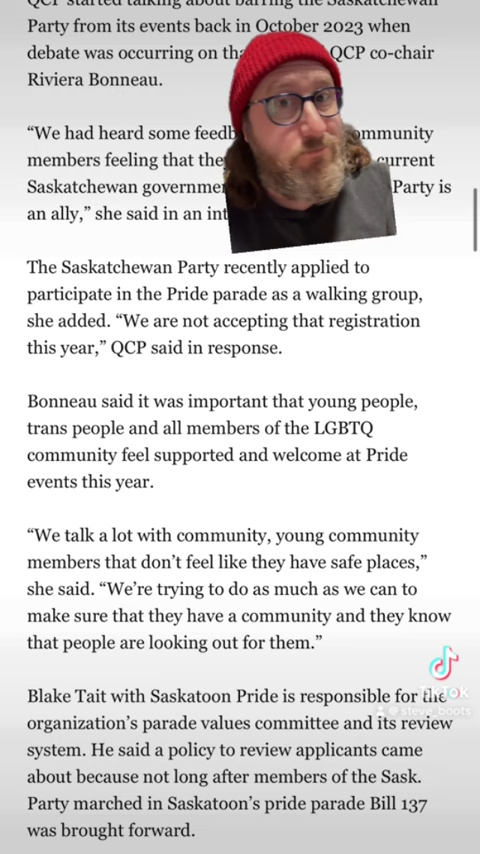 QCP started talking about barring the Saskatchewan
Party from its events back in October 2023 when
debate was occurring on QCP co-chair
Riviera Bonneau.
“We had heard some ommunity
members feeling that current
Saskatchewan Party is
an ally,” she said in an
The Saskatchewan Party recently applied to
participate in the Pride parade as a walking group,
she added. “We are not accepting that registration
this year,” QCP said in response.
Bonneau said it was important that young people,
trans people and all members of the LGBTQ
community feel supported and welcome at Pride
events this year.
“We talk a lot with community, young community
members that don’t feel like they have safe places,”
she said. “We’re trying to do as much as we can to
make sure that they have a community and they know
that people are looking out for them.”
Blake Tait with Saskatoon Pride is responsible for the
TikTok
organization’s parade values committee and its review
@steve_boots
system. He said a policy to review applicants came
about because not long after members of the Sask.
Party marched in Saskatoon’s pride parade Bill 137
was brought forward.